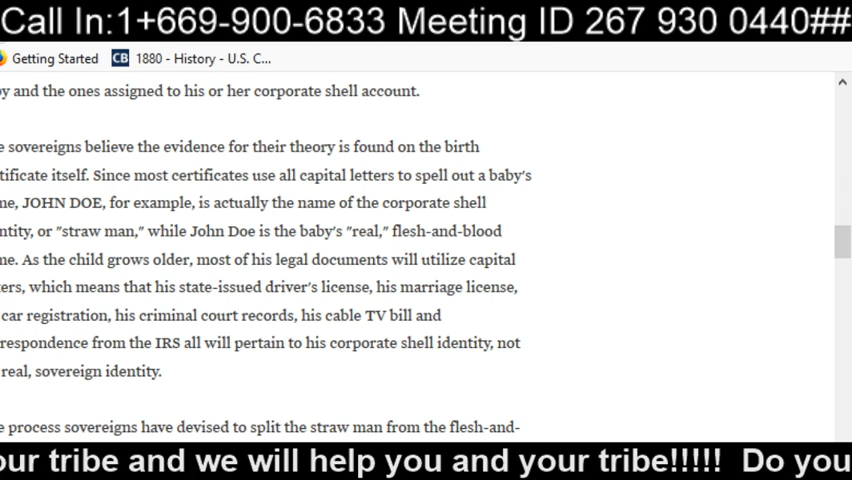 Call In:1+669-900-6833 Meeting ID 267 930 0440##
Getting Started CB 1880 - History - U.S. C...
y and the ones assigned to his or her corporate shell account.
e sovereigns believe the evidence for their theory is found on the birth
tificate itself. Since most certificates use all capital letters to spell out a baby's
me, JOHN DOE, for example, is actually the name of the corporate shell
ntity, or "straw man," while John Doe is the baby's "real," flesh-and-blood
me. As the child grows older, most of his legal documents will utilize capital
ers, which means that his state-issued driver's license, his marriage license,
car registration, his criminal court records, his cable TV bill and
respondence from the IRS all will pertain to his corporate shell identity, not
real, sovereign identity.
e process sovereigns have devised to split the straw man from the flesh-and-
our tribe and we will help you and your tribe!!!!! Do you